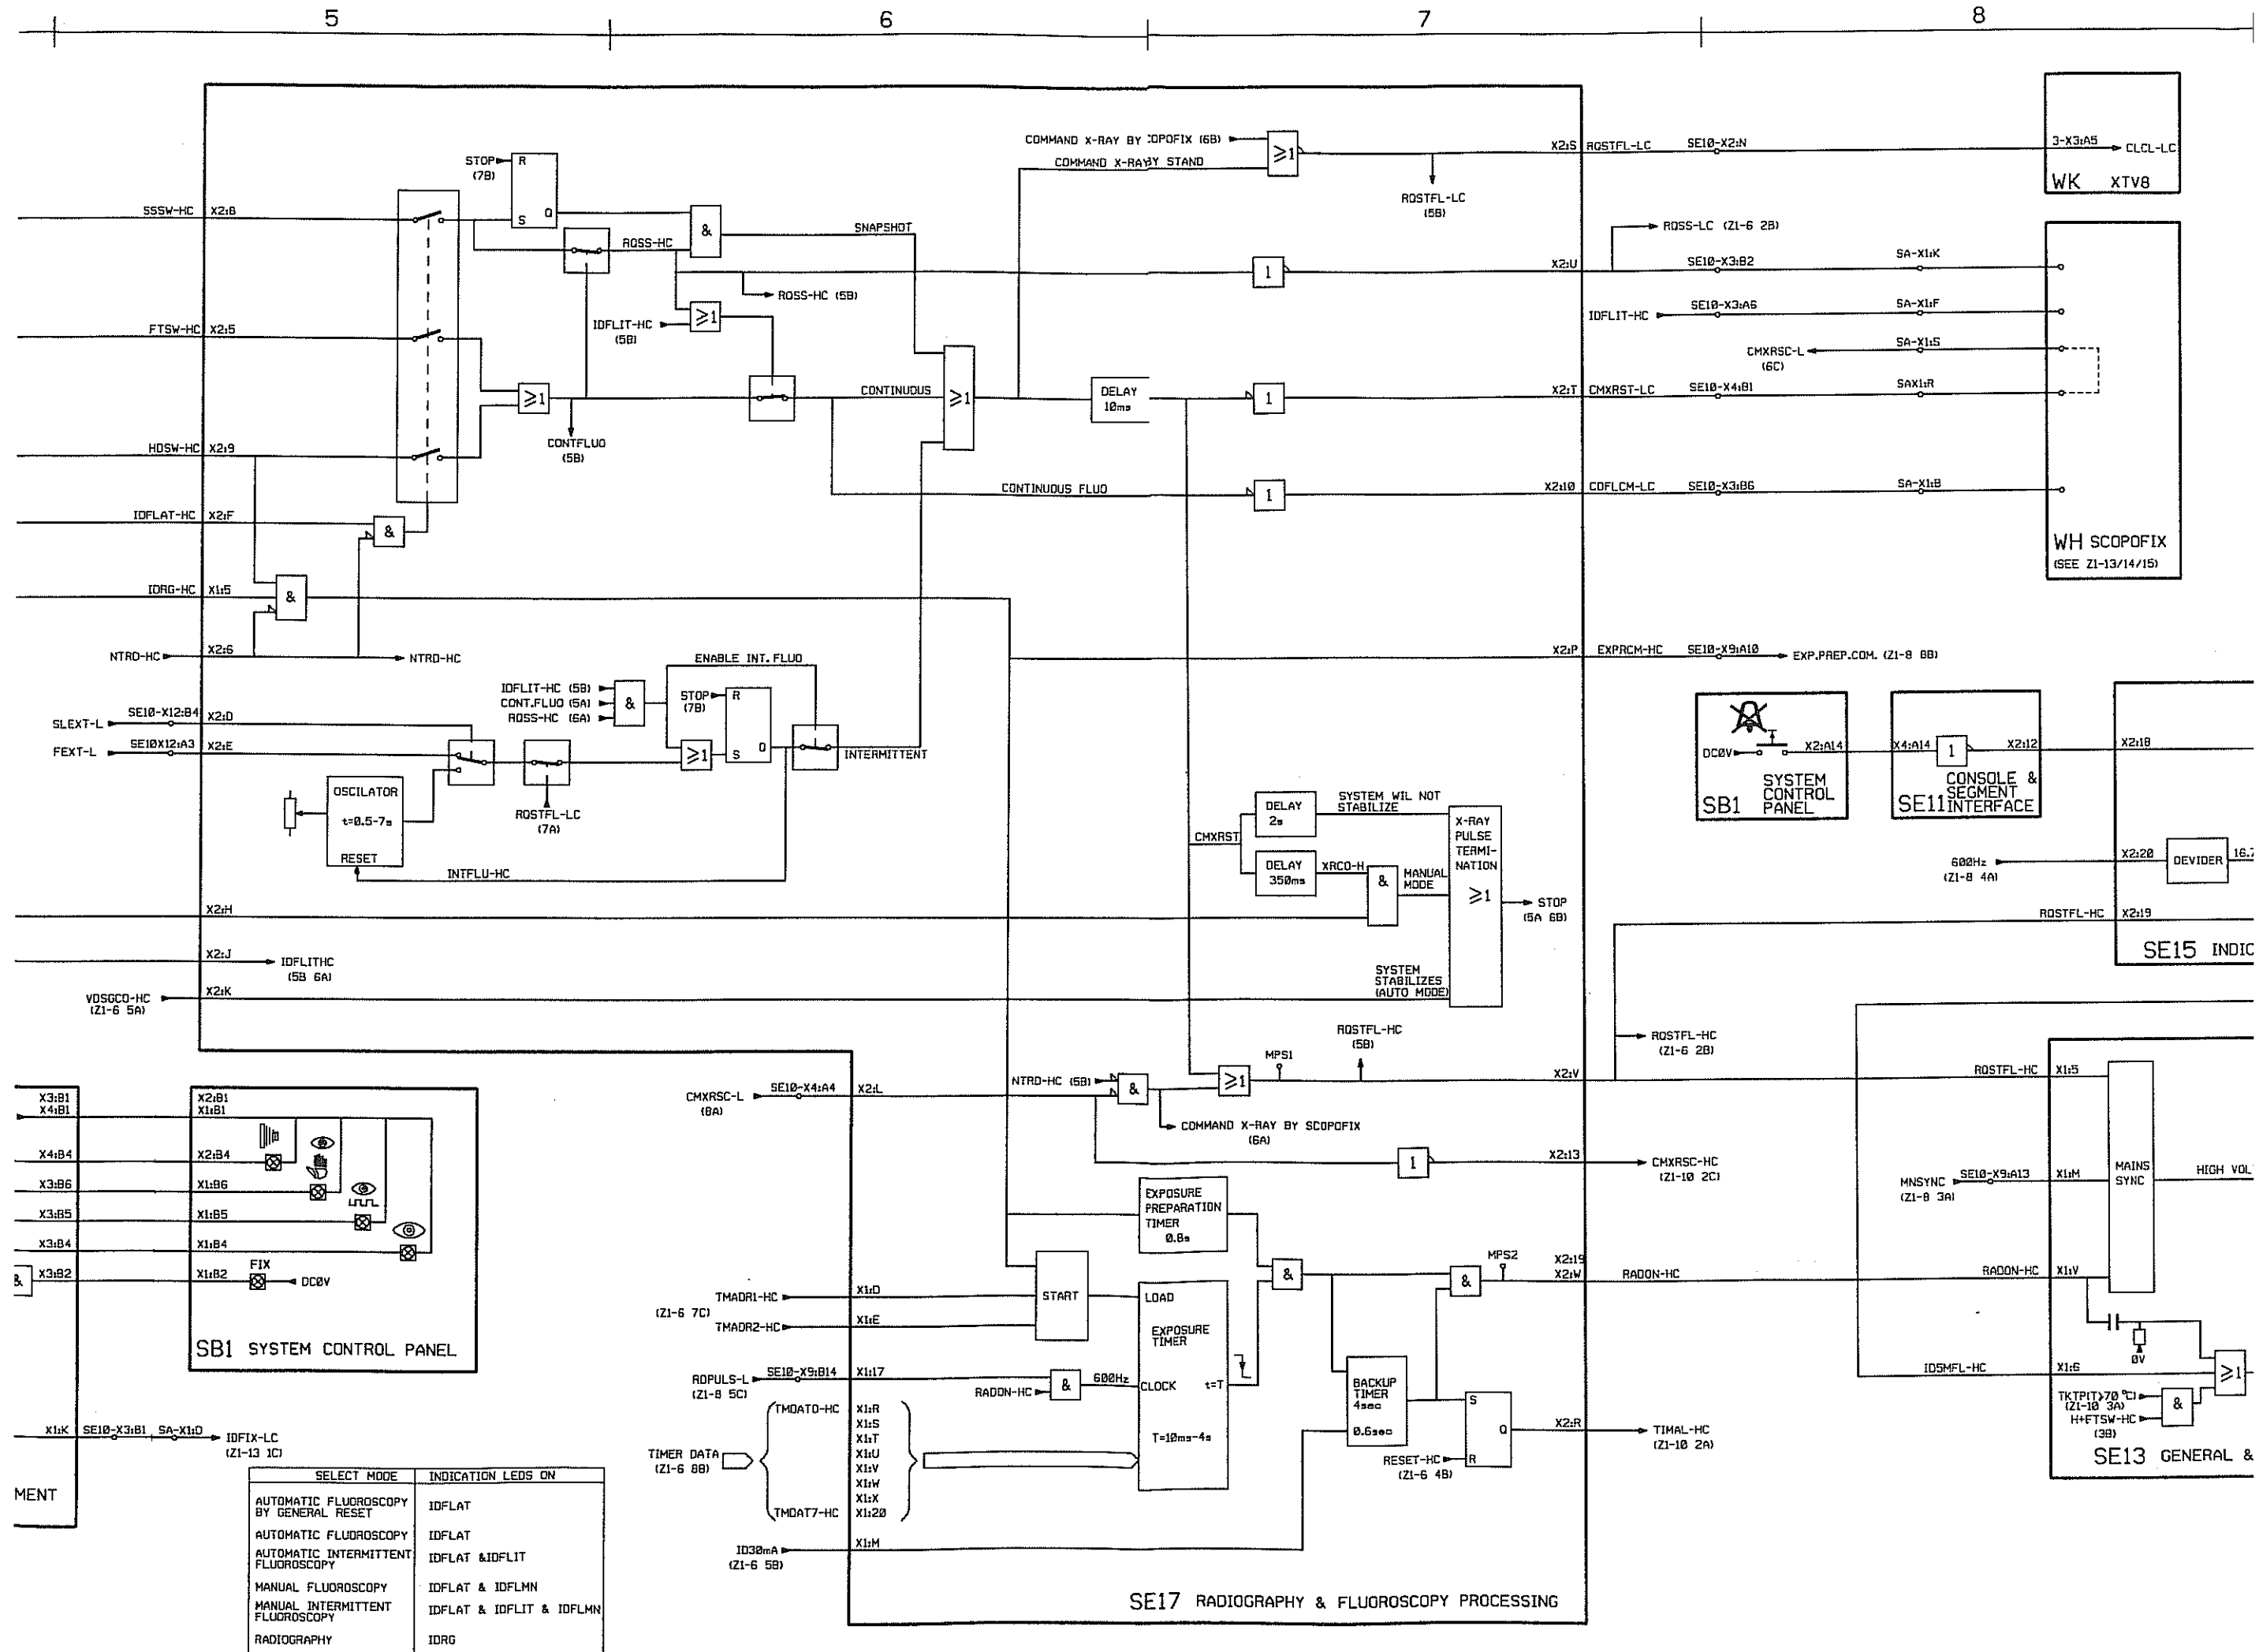 5
6
7
8
STOP
(7B)
R
S
Q
SSSW-HC X2:B
RQSS-HC
&
SNAPSHOT
RQSS-HC (5B)
IDFLIT-HC
(5B)
≥1
FTSW-HC X2:5
≥1
CONTFLUO
(5B)
CONTINUOUS
≥1
HDSW-HC X2:9
IDFLAT-HC X2:F
&
IDRG-HC X1:5
&
NTRD-HC X2:6
NTRD-HC
COMMAND X-RAY BY (6B)
COMMAND X-RAY BY STAND
≥1
X2:S RQSTFL-LC SE10-X2:N
RQSTFL-LC
(5B)
3-X3:A5
CLCL-LC
WK XTV8
RQSS-LC (Z1-6 2B)
1
X2:U SE10-X3:B2 SA-X1:K
IDFLIT-HC SE10-X3:A6 SA-X1:F
CMXRSC-L
(6C)
SA-X1:S
DELAY
10ms
1
X2:T CMXRST-LC SE10-X4:B1 SAX1:R
CONTINUOUS FLUO
1
X2:10 CDFLCM-LC SE10-X3:B6 SA-X1:B
WH SCOPOFIX
(SEE Z1-13/14/15)
X2:P EXPRCM-HC SE10-X9:A10 EXP.PREP.COM. (Z1-8 8B)
SLEXT-L SE10-X12:B4 X2:D
FEXT-L SE10X12:A3 X2:E
IDFLIT-HC (5B)
CONT.FLUO (5A)
RQSS-HC (6A)
&
ENABLE INT.FLUO
STOP
(7B)
R
S
Q
≥1
INTERMITTENT
OSCILATOR
t=0.5-7s
RESET
RQSTFL-LC
(7A)
INTFLU-HC
DC0V
X2:A14
SB1
SYSTEM
CONTROL
PANEL
X4:A14
1
X2:12
SE11
CONSOLE &
SEGMENT
INTERFACE
X2:18
600Hz
(Z1-8 4A)
X2:20
DEVIDER
16.
RQSTFL-HC X2:19
SE15 INDIC
CMXRST
DELAY
2s
SYSTEM WIL NOT
STABILIZE
DELAY
350ms
XRCO-H
&
MANUAL
MODE
X-RAY
PULSE
TERMI-
NATION
≥1
STOP
(5A 6B)
X2:H
X2:J
IDFLITHC
(5B 6A)
VDSGCO-HC
(Z1-6 5A)
X2:K
SYSTEM
STABILIZES
(AUTO MODE)
NTRD-HC (5B)
CMXRSC-L
(8A)
SE10-X4:A4 X2:L
&
≥1
MPS1
RQSTFL-HC
(5B)
X2:V
RQSTFL-HC
(Z1-6 2B)
RQSTFL-HC X1:5
COMMAND X-RAY BY SCOPOFIX
(6A)
1
X2:13
CMXRSC-HC
(Z1-10 2C)
MNSYNC
(Z1-8 3A)
SE10-X9:A13 X1:M
MAINS
SYNC
HIGH VOL
X3:B1
X4:B1
X2:B1
X1:B1
X4:B4 X2:B4
X3:B6 X1:B6
X3:B5 X1:B5
X3:B4 X1:B4
& X3:B2 X1:B2
FIX
DC0V
SB1 SYSTEM CONTROL PANEL
EXPOSURE
PREPARATION
TIMER
0.8s
TMADR1-HC X1:D
(Z1-6 7C)
TMADR2-HC X1:E
START
LOAD
EXPOSURE
TIMER
CLOCK t=T
T=10ms-4s
&
&
MPS2
X2:19
X2:W
RADON-HC
RADON-HC X1:V
0V
ID5MFL-HC X1:6
≥1
TKTP(T)>70 °C)
(Z1-10 3A)
H+FTSW-HC
(3B)
&
SE13 GENERAL &
RDPULS-L SE10-X9:B14 X1:17
(Z1-8 5C)
RADON-HC
&
600Hz
BACKUP
TIMER
4sec
0.6sec
S
Q
R
X2:R
TIMAL-HC
(Z1-10 2A)
RESET-HC
(Z1-6 4B)
TIMER DATA
(Z1-6 8B)
TMDAT0-HC X1:R
X1:S
X1:T
X1:U
X1:V
X1:W
X1:X
TMDAT7-HC X1:20
ID30mA
(Z1-6 5B)
X1:M
SE17 RADIOGRAPHY & FLUOROSCOPY PROCESSING
X1:K SE10-X3:B1 SA-X1:D
IDFIX-LC
(Z1-13 1C)
MENT
SELECT MODE INDICATION LEDS ON
AUTOMATIC FLUOROSCOPY
BY GENERAL RESET
IDFLAT
AUTOMATIC FLUOROSCOPY IDFLAT
AUTOMATIC INTERMITTENT
FLUOROSCOPY
IDFLAT &IDFLIT
MANUAL FLUOROSCOPY IDFLAT & IDFLMN
MANUAL INTERMITTENT
FLUOROSCOPY
IDFLAT & IDFLIT & IDFLMN
RADIOGRAPHY IDRG